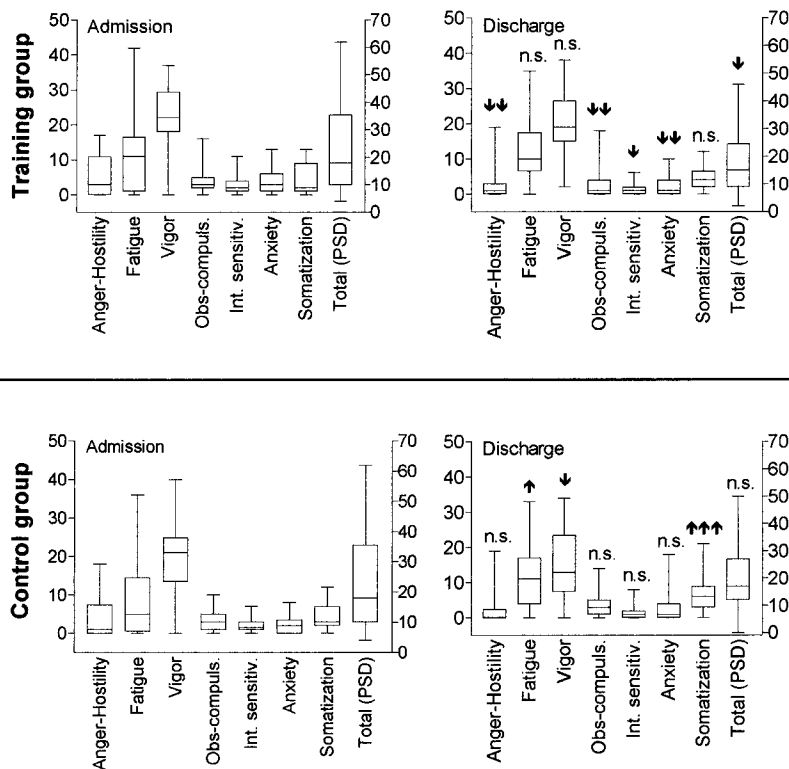 Training group
Admission
50
40
30
20
10
0
70
60
50
40
30
20
10
0
Anger-Hostility
Fatigue
Vigor
Obs-compuls.
Int. sensitiv.
Anxiety
Somatization
Total (PSD)
Discharge
50
40
30
20
10
0
↓↓
n.s.
n.s.
↓↓
↓
↓↓
n.s.
↓
70
60
50
40
30
20
10
0
Anger-Hostility
Fatigue
Vigor
Obs-compuls.
Int. sensitiv.
Anxiety
Somatization
Total (PSD)
Control group
Admission
50
40
30
20
10
0
70
60
50
40
30
20
10
0
Anger-Hostility
Fatigue
Vigor
Obs-compuls.
Int. sensitiv.
Anxiety
Somatization
Total (PSD)
Discharge
50
40
30
20
10
0
n.s.
↑
↓
n.s.
n.s.
n.s.
↑↑↑
n.s.
70
60
50
40
30
20
10
0
Anger-Hostility
Fatigue
Vigor
Obs-compuls.
Int. sensitiv.
Anxiety
Somatization
Total (PSD)